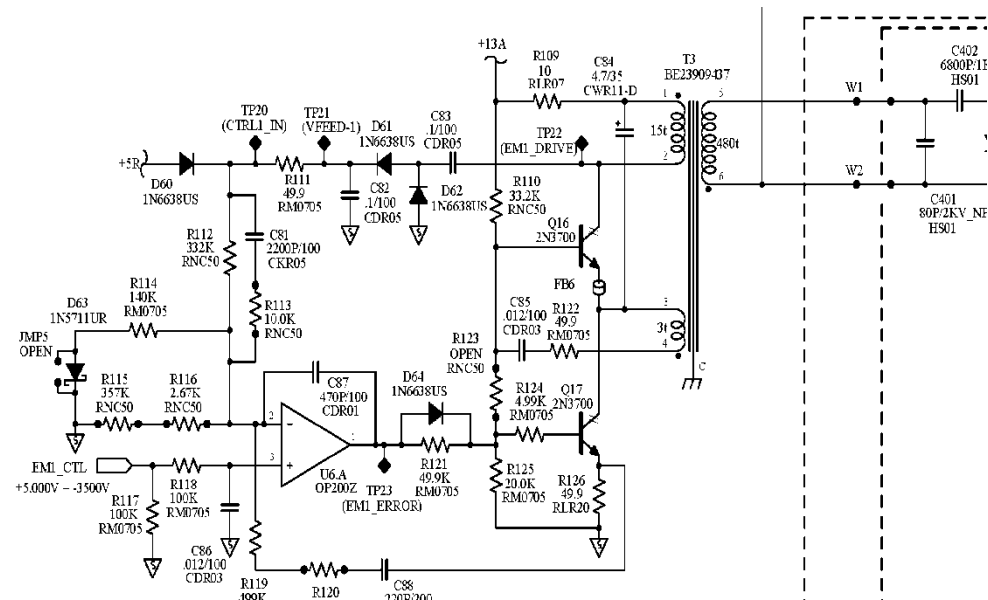 +13A
R109
10
RLR07
C84
4.7/35
CWR11-D
T3
BE23909437
C402
HS01
W1
W2
C401
HS01
TP20
(CTRL1_IN)
TP21
(VFEED-1)
D61
1N6638US
C83
.1/100
CDR05
TP22
(EM1_DRIVE)
1
15t
2
5
480t
6
+5R
D60
1N6638US
R111
49.9
RM0705
C82
.1/100
CDR05
D62
1N6638US
R110
33.2K
RNC50
Q16
2N3700
FB6
R112
332K
RNC50
C81
2200P/100
CKR05
R113
10.0K
RNC50
R114
140K
RM0705
D63
1N5711UR
JMP5
OPEN
C85
.012/100
CDR03
R122
49.9
RM0705
3
3t
4
C
R123
OPEN
RNC50
R115
357K
RNC50
R116
2.67K
RNC50
C87
470P/100
CDR01
D64
1N6638US
R124
4.99K
RM0705
Q17
2N3700
2
3
1
U6.A
OP200Z
R121
49.9K
RM0705
TP23
(EM1_ERROR)
R125
20.0K
RM0705
R126
49.9
RLR20
EM1_CTL
+5.000V = -3500V
R118
100K
RM0705
R117
100K
RM0705
C86
.012/100
CDR03
R119
R120
C88